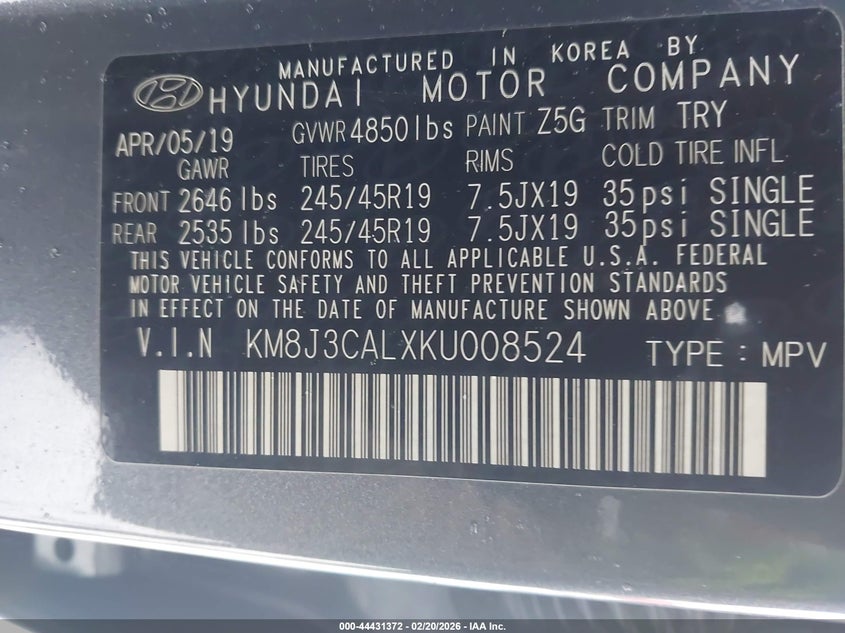 MANUFACTURED IN KOREA BY
HYUNDAI MOTOR COMPANY
APR/05/19 GVWR 4850 lbs PAINT Z5G TRIM TRY
GAWR TIRES RIMS COLD TIRE INFL
FRONT 2646 lbs 245/45R19 7.5JX19 35psi SINGLE
REAR 2535 lbs 245/45R19 7.5JX19 35psi SINGLE
THIS VEHICLE CONFORMS TO ALL APPLICABLE U.S.A. FEDERAL
MOTOR VEHICLE SAFETY AND THEFT PREVENTION STANDARDS
IN EFFECT ON THE DATE OF MANUFACTURE SHOWN ABOVE
V.I.N KM8J3CALXKU008524 TYPE : MPV
000-44431372 | 02/20/2026 - IAA Inc.